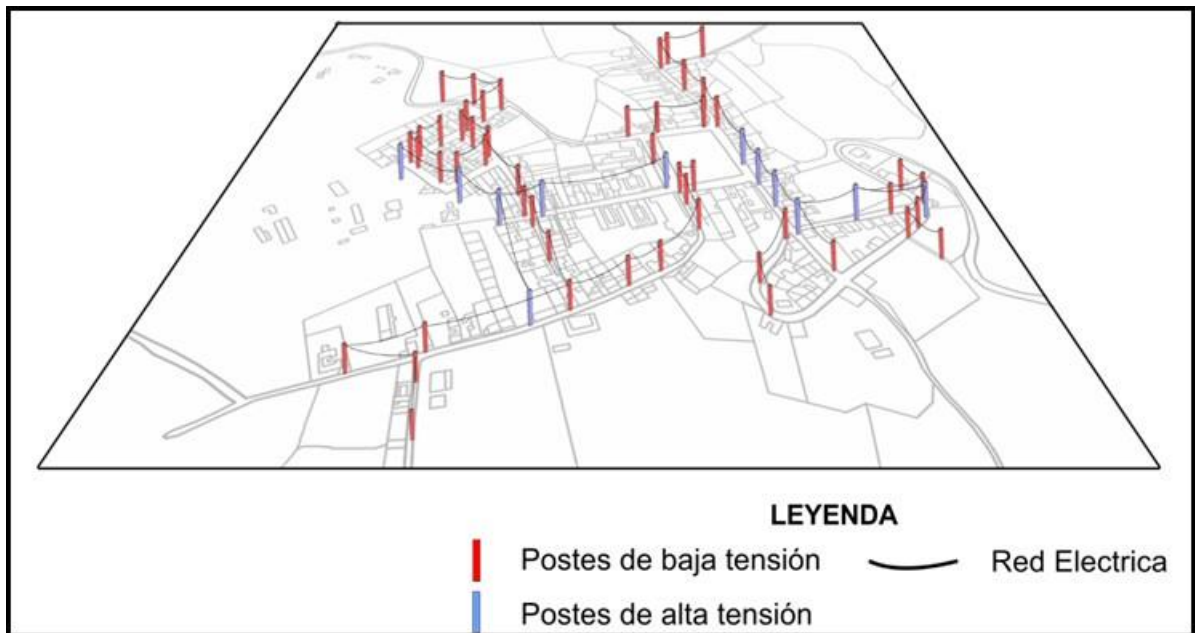 LEYENDA
Postes de baja tensión
Red Electrica
Postes de alta tensión